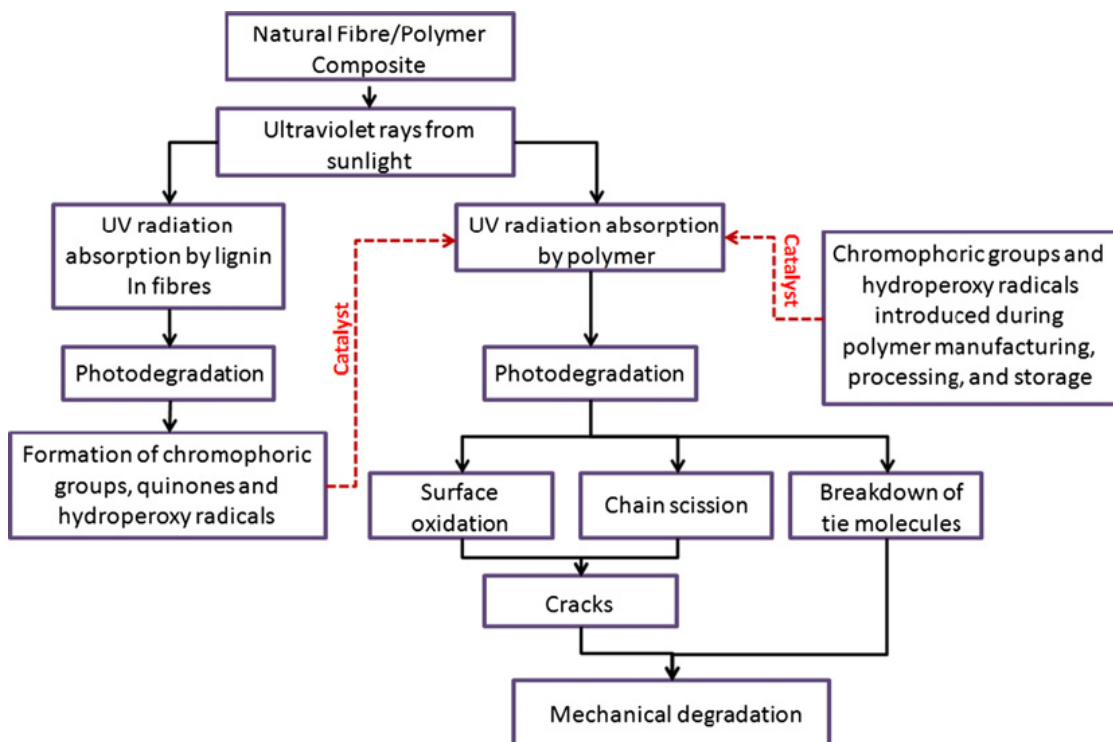 Natural Fibre/Polymer
Composite
Ultraviolet rays from
sunlight
UV radiation
absorption by lignin
In fibres
UV radiation absorption
by polymer
Catalyst
Chromophoric groups and
hydroperoxy radicals
introduced during
polymer manufacturing,
processing, and storage
Catalyst
Photodegradation
Photodegradation
Formation of chromophoric
groups, quinones and
hydroperoxy radicals
Surface
oxidation
Chain scission
Breakdown of
tie molecules
Cracks
Mechanical degradation